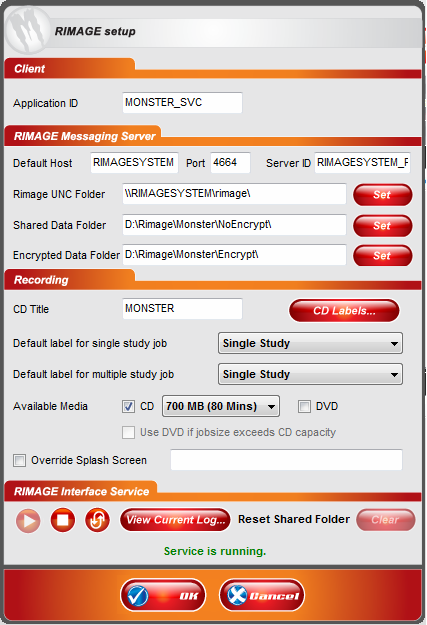 RIMAGE setup
Client
Application ID MONSTER_SVC
RIMAGE Messaging Server
Default Host RIMAGESYSTEM Port 4664 Server ID RIMAGESYSTEM_F
Rimage UNC Folder \\RIMAGESYSTEM\rimage\ Set
Shared Data Folder D:\Rimage\Monster\NoEncrypt\ Set
Encrypted Data Folder D:\Rimage\Monster\Encrypt\ Set
Recording
CD Title MONSTER CD Labels...
Default label for single study job Single Study
Default label for multiple study job Single Study
Available Media CD 700 MB (80 Mins) DVD
Use DVD if jobsize exceeds CD capacity
Override Splash Screen
RIMAGE Interface Service
View Current Log... Reset Shared Folder Clear
Service is running.
OK Cancel